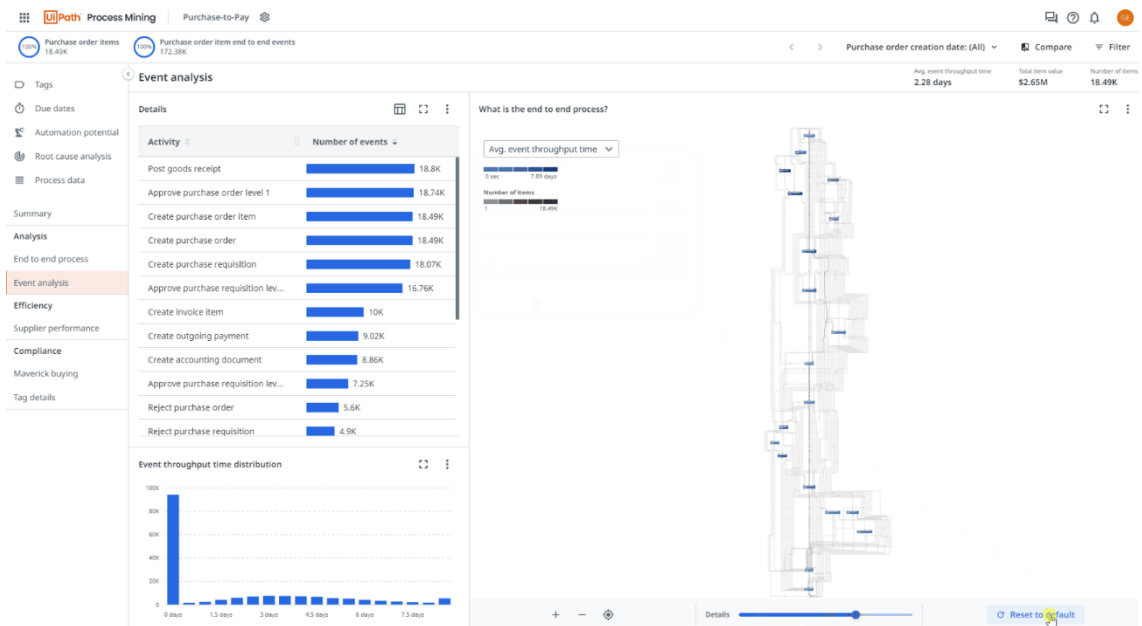 UiPath Process Mining
Purchase-to-Pay
GE
100%
Purchase order items
18.49K
100%
Purchase order item end to end events
172.38K
Purchase order creation date: (All)
Compare
Filter
Tags
Due dates
Automation potential
Root cause analysis
Process data
Summary
Analysis
End to end process
Event analysis
Efficiency
Supplier performance
Compliance
Maverick buying
Tag details
Event analysis
Avg. event throughput time
2.28 days
Total item value
$2.65M
Number of items
18.49K
Details
Activity Number of events
Post goods receipt 18.8K
Approve purchase order level 1 18.74K
Create purchase order item 18.49K
Create purchase order 18.49K
Create purchase requisition 18.07K
Approve purchase requisition lev... 16.76K
Create invoice item 10K
Create outgoing payment 9.02K
Create accounting document 8.86K
Approve purchase requisition lev... 7.25K
Reject purchase order 5.6K
Reject purchase requisition 4.9K
Event throughput time distribution
100K
80K
60K
40K
20K
0
0 days 1.5 days 3 days 4.5 days 6 days 7.5 days
What is the end to end process?
Avg. event throughput time
0 sec 7.89 days
Number of items
1 18.49K
Details
Reset to default